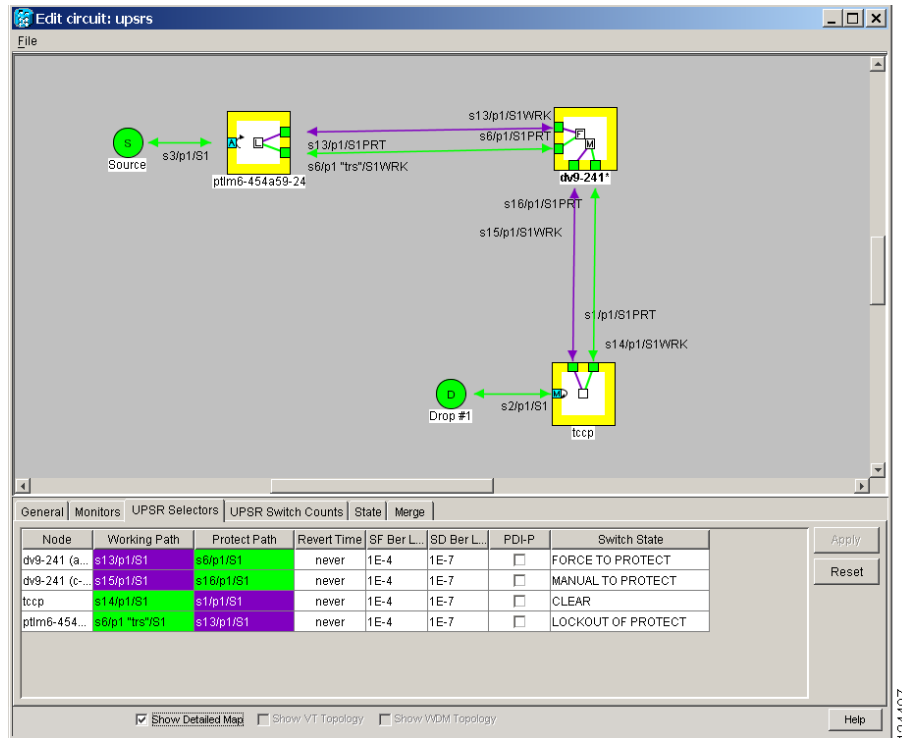 Edit circuit: upsrs
File
S
Source
s3/p1/S1
A
L
ptlm6-454a59-24
s13/p1/S1PRT
s6/p1 "trs"/S1WRK
s13/p1/S1WRK
s6/p1/S1PRT
F
M
dv9-241*
s16/p1/S1PRT
s15/p1/S1WRK
s1/p1/S1PRT
s14/p1/S1WRK
D
Drop #1
s2/p1/S1
M
tccp
General Monitors UPSR Selectors UPSR Switch Counts State Merge
Node Working Path Protect Path Revert Time SF Ber L... SD Ber L... PDI-P Switch State
dv9-241 (a... s13/p1/S1 s6/p1/S1 never 1E-4 1E-7 FORCE TO PROTECT
dv9-241 (c-... s15/p1/S1 s16/p1/S1 never 1E-4 1E-7 MANUAL TO PROTECT
tccp s14/p1/S1 s1/p1/S1 never 1E-4 1E-7 CLEAR
ptlm6-454... s6/p1 "trs"/S1 s13/p1/S1 never 1E-4 1E-7 LOCKOUT OF PROTECT
Apply
Reset
Show Detailed Map Show VT Topology Show WDM Topology
Help